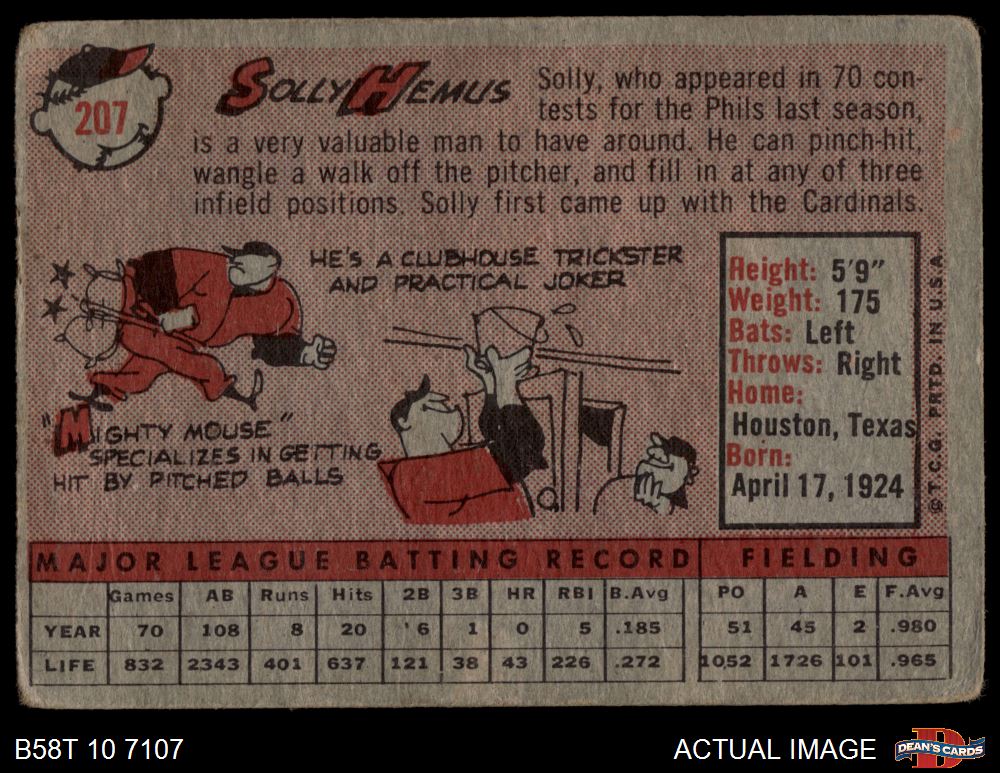 207
SOLLY HEMUS
Solly, who appeared in 70 con-
tests for the Phils last season,
is a very valuable man to have around. He can pinch-hit,
wangle a walk off the pitcher, and fill in at any of three
infield positions. Solly first came up with the Cardinals.
HE'S A CLUBHOUSE TRICKSTER
AND PRACTICAL JOKER
"MIGHTY MOUSE"
SPECIALIZES IN GETTING
HIT BY PITCHED BALLS
Height: 5'9"
Weight: 175
Bats: Left
Throws: Right
Home:
Houston, Texas
Born:
April 17, 1924
© T.C.G. PRTD. IN U.S.A.
MAJOR LEAGUE BATTING RECORD FIELDING
Games AB Runs Hits 2B 3B HR RBI B.Avg PO A E F.Avg
YEAR 70 108 8 20 6 1 0 5 .185 51 45 2 .980
LIFE 832 2343 401 637 121 38 43 226 .272 1052 1726 101 .965
B58T 10 7107
ACTUAL IMAGE
DEAN'S CARDS